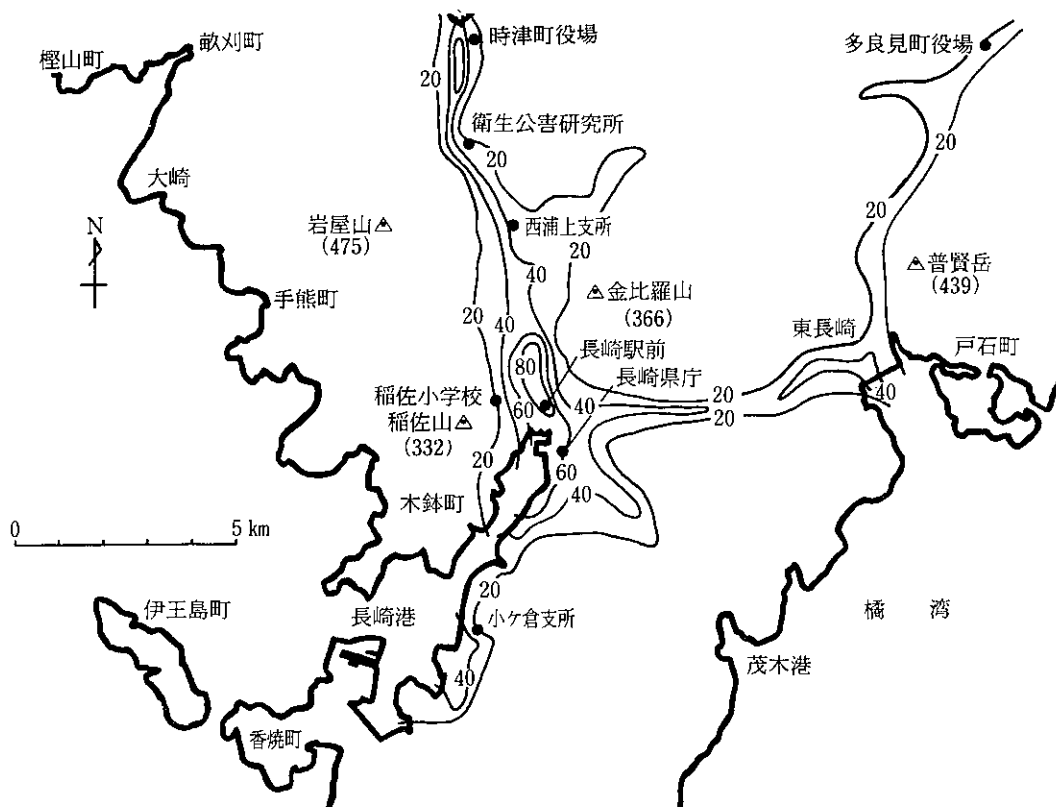 時津町役場
多良見町役場
畝刈町
樫山町
20
20
衛生公害研究所
20
20
大崎
N
岩屋山
(475)
西浦上支所
20
20
普賢岳
(439)
40
金比羅山
(366)
手熊町
20
40
長崎駅前
東長崎
戸石町
80
長崎県庁
稲佐小学校
60
40
20
40
稲佐山
(332)
20
20
60
40
木鉢町
0
5 km
20
小ケ倉支所
伊王島町
長崎港
橘湾
茂木港
40
香焼町